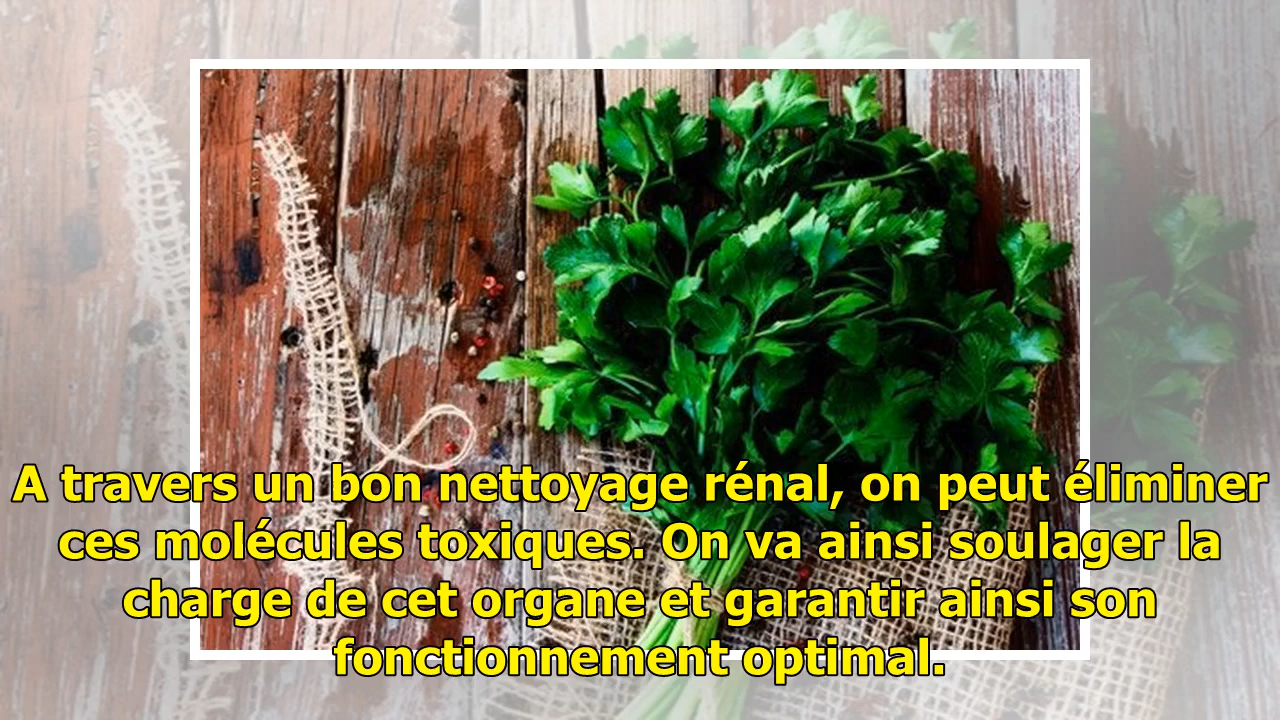 A travers un bon nettoyage rénal, on peut éliminer
ces molécules toxiques. On va ainsi soulager la
charge de cet organe et garantir ainsi son
fonctionnement optimal.